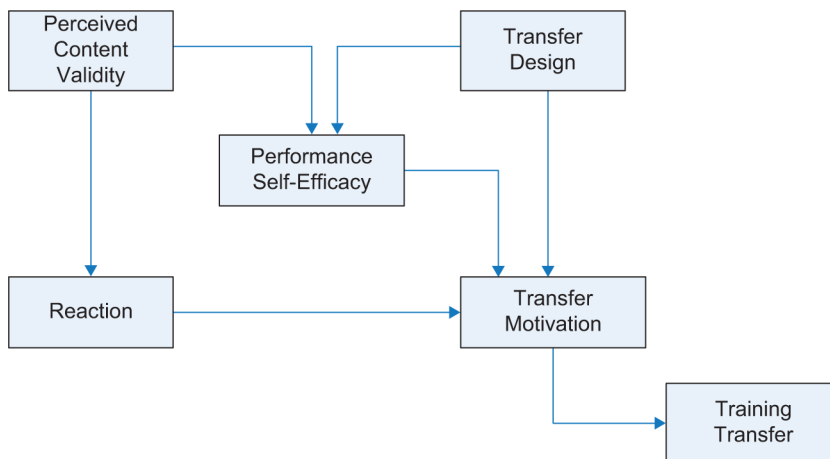 Perceived
Content
Validity
Transfer
Design
Performance
Self-Efficacy
Reaction
Transfer
Motivation
Training
Transfer